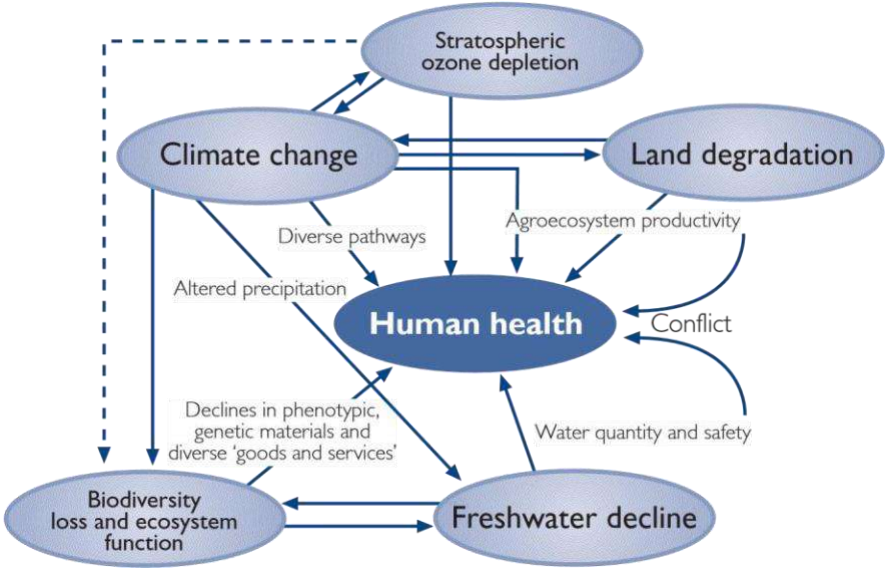 Stratospheric
ozone depletion
Climate change
Land degradation
Agroecosystem productivity
Diverse pathways
Altered precipitation
Human health
Conflict
Declines in phenotypic,
genetic materials and
diverse ‘goods and services’
Water quantity and safety
Biodiversity
loss and ecosystem
function
Freshwater decline